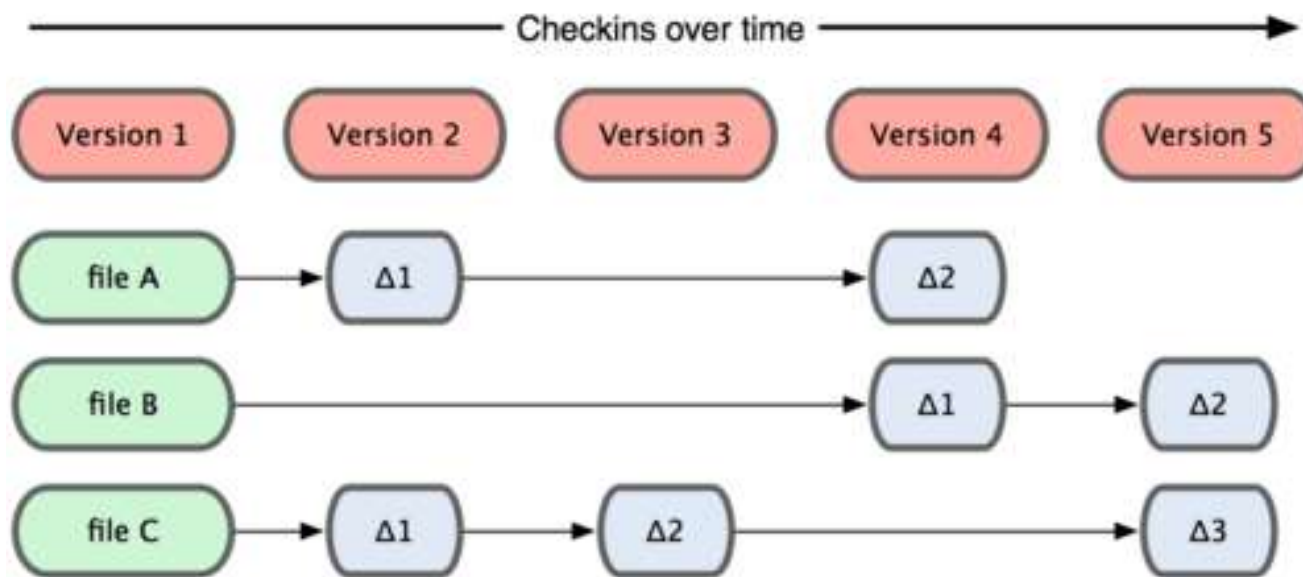 Checkins over time
Version 1 Version 2 Version 3 Version 4 Version 5
file A Δ1 Δ2
file B Δ1 Δ2
file C Δ1 Δ2 Δ3